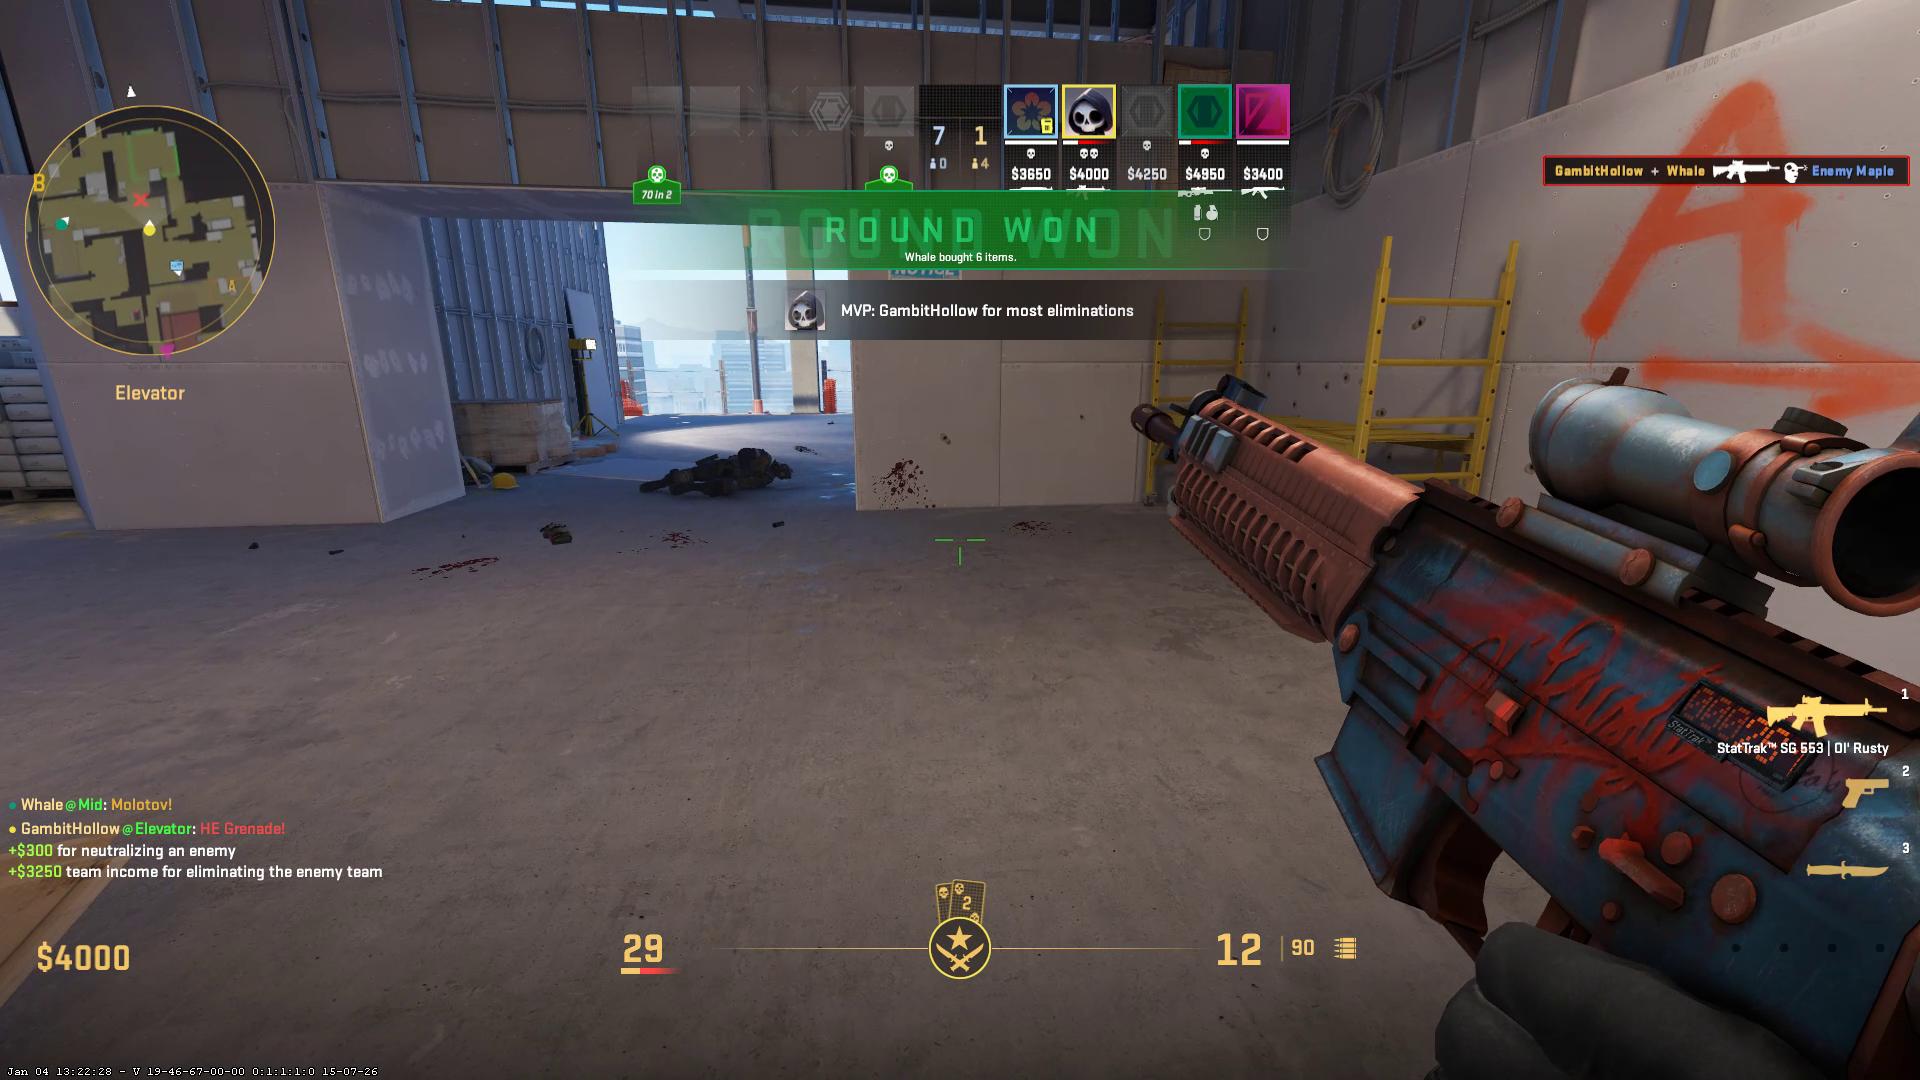 B
A
Elevator
7 1
0 4
$3650 $4000 $4250 $4950 $3400
70 in 2
ROUND WON
Whale bought 6 items.
NOTICE
MVP: GambitHollow for most eliminations
GambitHollow + Whale Enemy Maple
A
1
StatTrak™ SG 553 | Ol' Rusty
2
3
Whale@Mid: Molotov!
GambitHollow@Elevator: HE Grenade!
+$300 for neutralizing an enemy
+$3250 team income for eliminating the enemy team
2
$4000
29
12 | 90
Jan 04 13:22:28 - V 19-46-67-00-00 0:1:1:1:0 15-07-26